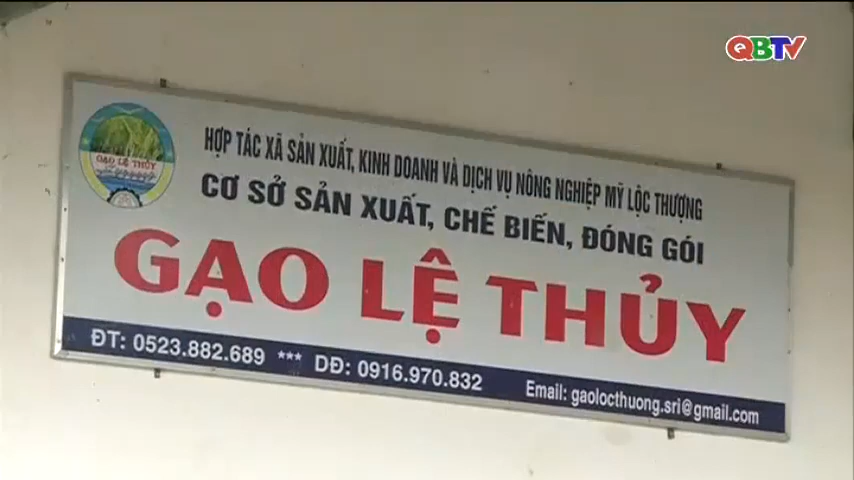 QBTV
HỢP TÁC XÃ SẢN XUẤT, KINH DOANH VÀ DỊCH VỤ NÔNG NGHIỆP MỸ LỘC THƯỢNG
CƠ SỞ SẢN XUẤT, CHẾ BIẾN, ĐÓNG GÓI
GẠO LỆ THỦY
GẠO LỆ THỦY
ĐT: 0523.882.689 *** DĐ: 0916.970.832 Email: gaolocthuong.sri@gmail.com